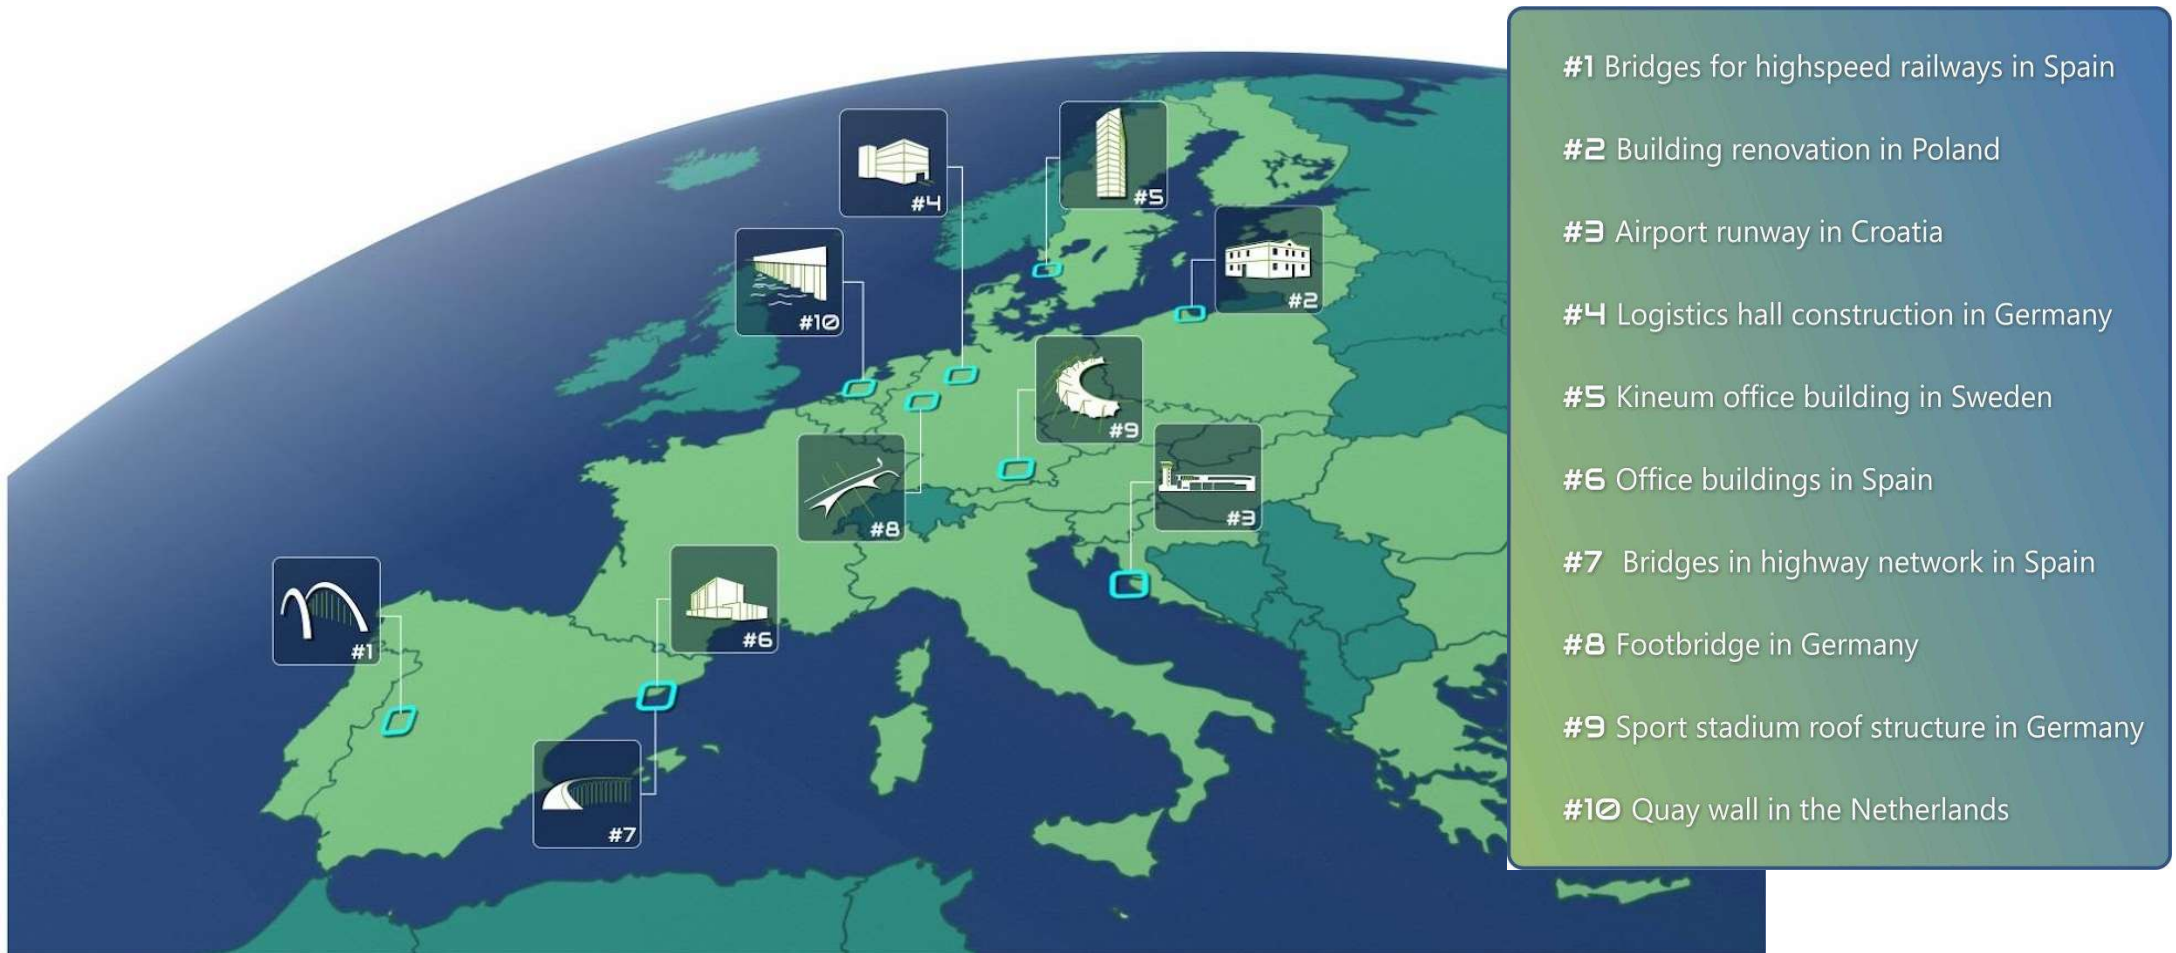 #4
#5
#10
#2
#9
#8
#3
#1
#6
#7
#1 Bridges for highspeed railways in Spain
#2 Building renovation in Poland
#3 Airport runway in Croatia
#4 Logistics hall construction in Germany
#5 Kineum office building in Sweden
#6 Office buildings in Spain
#7 Bridges in highway network in Spain
#8 Footbridge in Germany
#9 Sport stadium roof structure in Germany
#10 Quay wall in the Netherlands